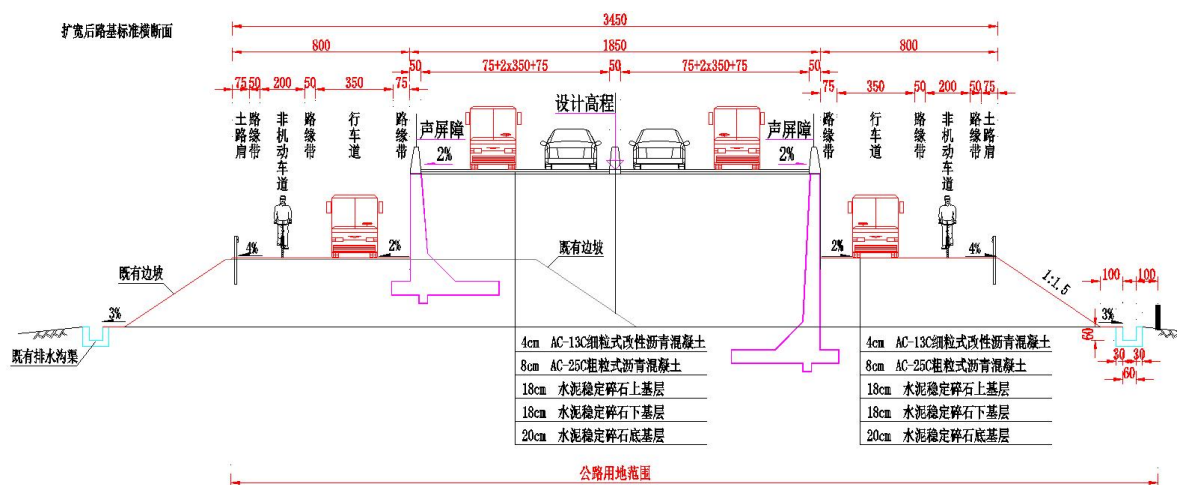 扩宽后路基标准横断面
3450
800
1850
800
50
75+2x350+75
50
75+2x350+75
50
75
50
200
50
350
75
75
350
50
200
50
75
土路肩
路缘带
非机动车道
路缘带
行车道
路缘带
声屏障
设计高程
声屏障
路缘带
行车道
路缘带
非机动车道
路缘带
土路肩
2%
2%
4%
2%
2%
4%
既有边坡
既有边坡
1:1.5
100
100
3%
3%
60
30
30
60
既有排水沟渠
4cm AC-13C细粒式改性沥青混凝土
8cm AC-25C粗粒式沥青混凝土
18cm 水泥稳定碎石上基层
18cm 水泥稳定碎石下基层
20cm 水泥稳定碎石底基层
4cm AC-13C细粒式改性沥青混凝土
8cm AC-25C粗粒式沥青混凝土
18cm 水泥稳定碎石上基层
18cm 水泥稳定碎石下基层
20cm 水泥稳定碎石底基层
公路用地范围